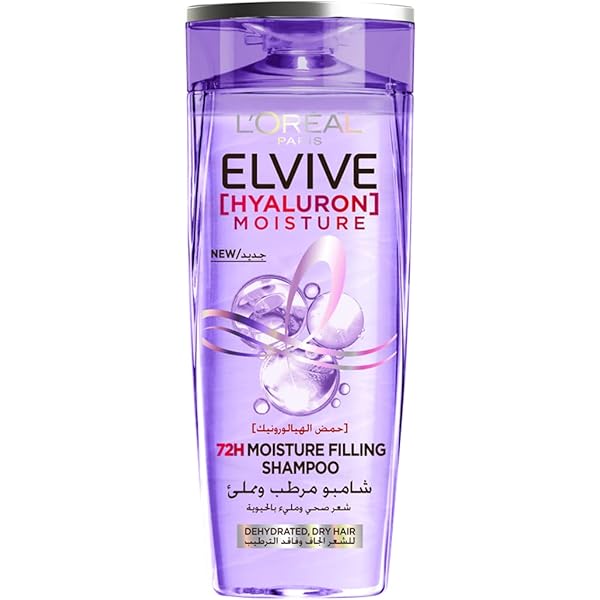 L'ORÉAL
PARIS
ELVIVE
[HYALURON]
MOISTURE
NEW/جديد
[حمض الهيالورونيك]
72H MOISTURE FILLING
SHAMPOO
شامبو مرطب ومملئ
شعر صحي ومليء بالحيوية
DEHYDRATED, DRY HAIR
للشعر الجاف وفاقد الترطيب